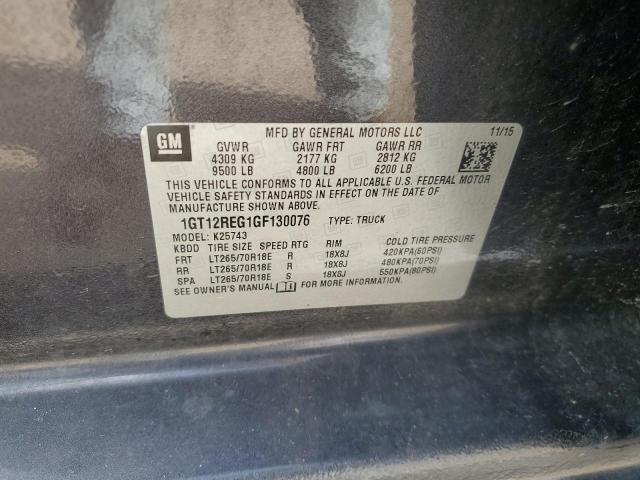 GM
MFD BY GENERAL MOTORS LLC 11/15
GVWR GAWR FRT GAWR RR
4309 KG 2177 KG 2812 KG
9500 LB 4800 LB 6200 LB
THIS VEHICLE CONFORMS TO ALL APPLICABLE U.S. FEDERAL MOTOR
VEHICLE SAFETY STANDARDS IN EFFECT ON THE DATE OF
MANUFACTURE SHOWN ABOVE.
1GT12REG1GF130076 TYPE: TRUCK
MODEL: K25743
KBDD TIRE SIZE SPEED RTG RIM COLD TIRE PRESSURE
FRT LT265/70R18E R 18X8J 420KPA(60PSI)
RR LT265/70R18E R 18X8J 480KPA(70PSI)
SPA LT265/70R18E S 18X8J 550KPA(80PSI)
SEE OWNER'S MANUAL FOR MORE INFORMATION.